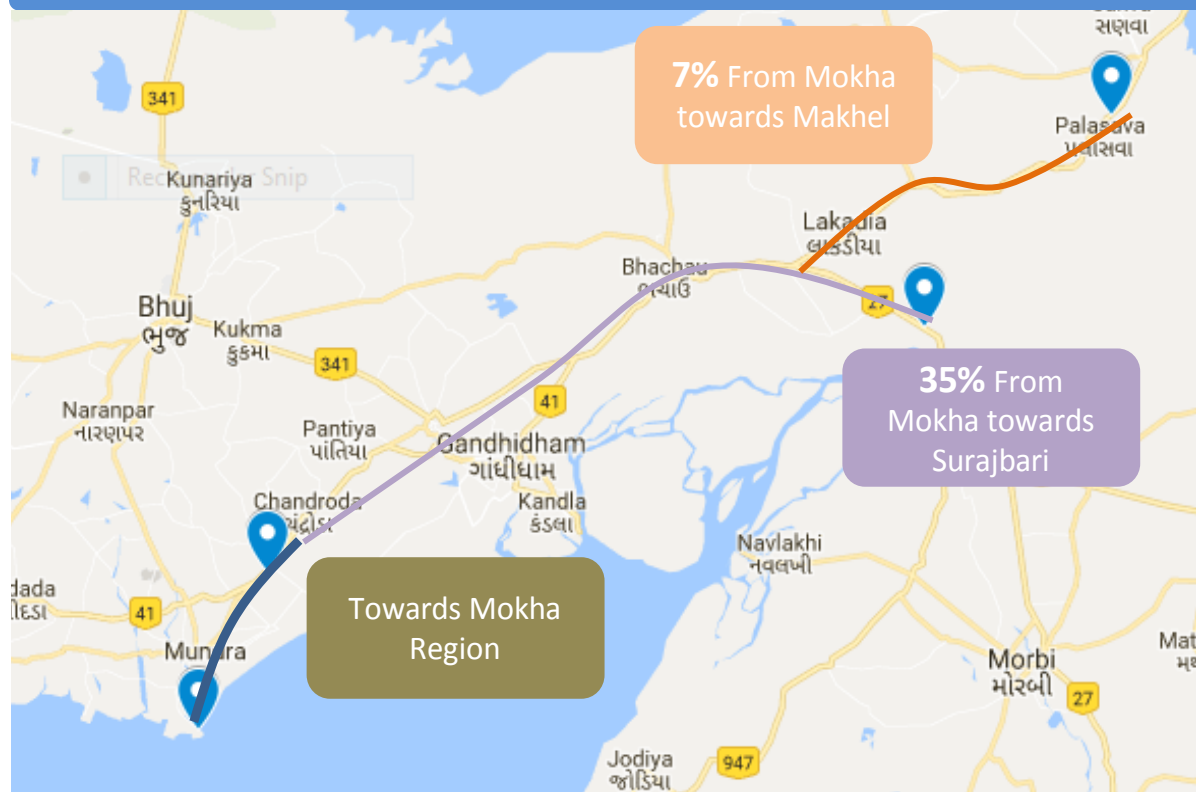 સણવા
341
7% From Mokha
towards Makhel
Palasava
પલાંસવા
Kunariya
કુનરિયા
Lakadia
લાકડીયા
Bhachau
ભચાઉ
27
Bhuj
ભુજ
Kukma
કુકમા
341
35% From
Mokha towards
Surajbari
41
Naranpar
નારણપર
Pantiya
પાંતિયા
Gandhidham
ગાંધીધામ
Chandroda
ચંદ્રોડા
Kandla
કંડલા
Navlakhi
નવલખી
Towards Mokha
Region
41
Mundra
Morbi
મોરબી
27
Jodiya
જોડિયા
947